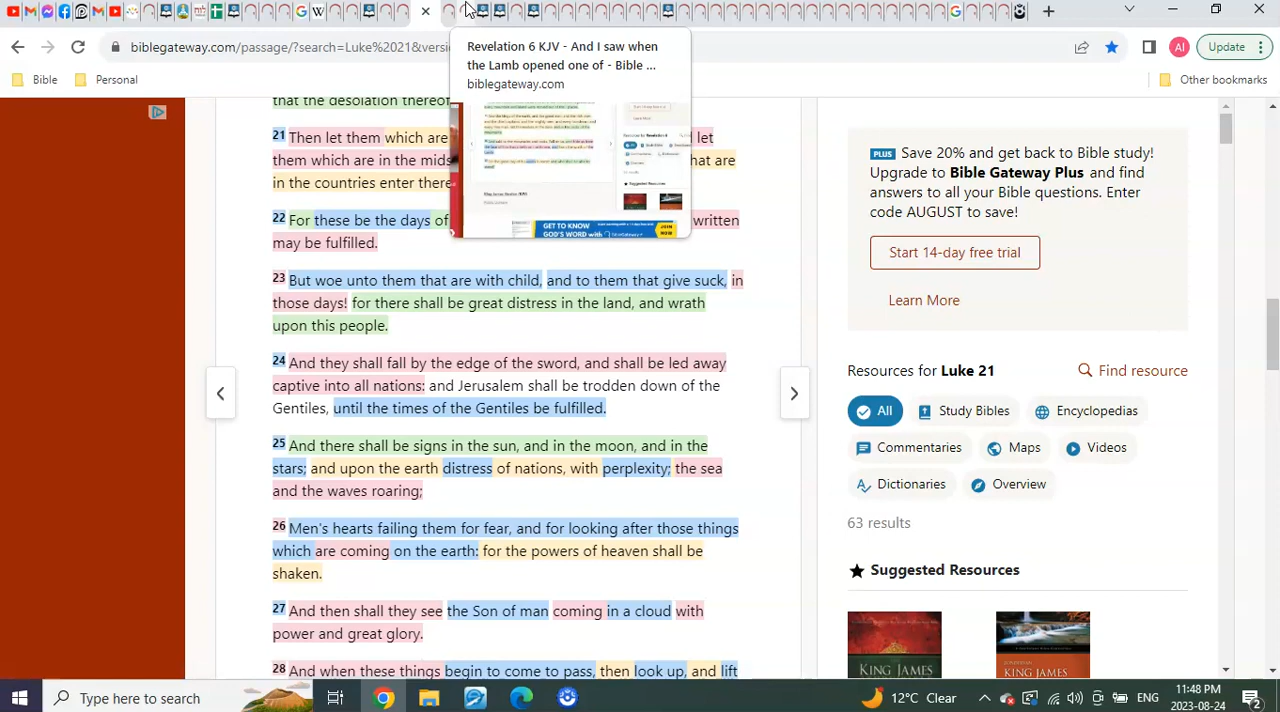 biblegateway.com/passage/?search=Luke%2021&versi
AI
Update
Bible
Personal
Other bookmarks
Revelation 6 KJV - And I saw when
the Lamb opened one of - Bible ...
biblegateway.com
that the desolation thereof
21
let
them which are in the mids
hat are
in the countries enter there
22 For these be the days of
written
may be fulfilled.
23 But woe unto them that are with child, and to them that give suck, in
those days! for there shall be great distress in the land, and wrath
upon this people.
24 And they shall fall by the edge of the sword, and shall be led away
captive into all nations: and Jerusalem shall be trodden down of the
Gentiles, until the times of the Gentiles be fulfilled.
25 And there shall be signs in the sun, and in the moon, and in the
stars; and upon the earth distress of nations, with perplexity; the sea
and the waves roaring;
26 Men's hearts failing them for fear, and for looking after those things
which are coming on the earth: for the powers of heaven shall be
shaken.
27 And then shall they see the Son of man coming in a cloud with
power and great glory.
28 And when these things begin to come to pass, then look up, and lift
GET TO KNOW
GOD'S WORD with
JOIN
NOW
PLUS Save 20% and get back to Bible study!
Upgrade to Bible Gateway Plus and find
answers to all your Bible questions. Enter
code AUGUST to save!
Start 14-day free trial
Learn More
Resources for Luke 21
Find resource
All
Study Bibles
Encyclopedias
Commentaries
Maps
Videos
Dictionaries
Overview
63 results
Suggested Resources
KING JAMES
KING JAMES
Type here to search
12°C Clear
ENG
11:48 PM
2023-08-24
2